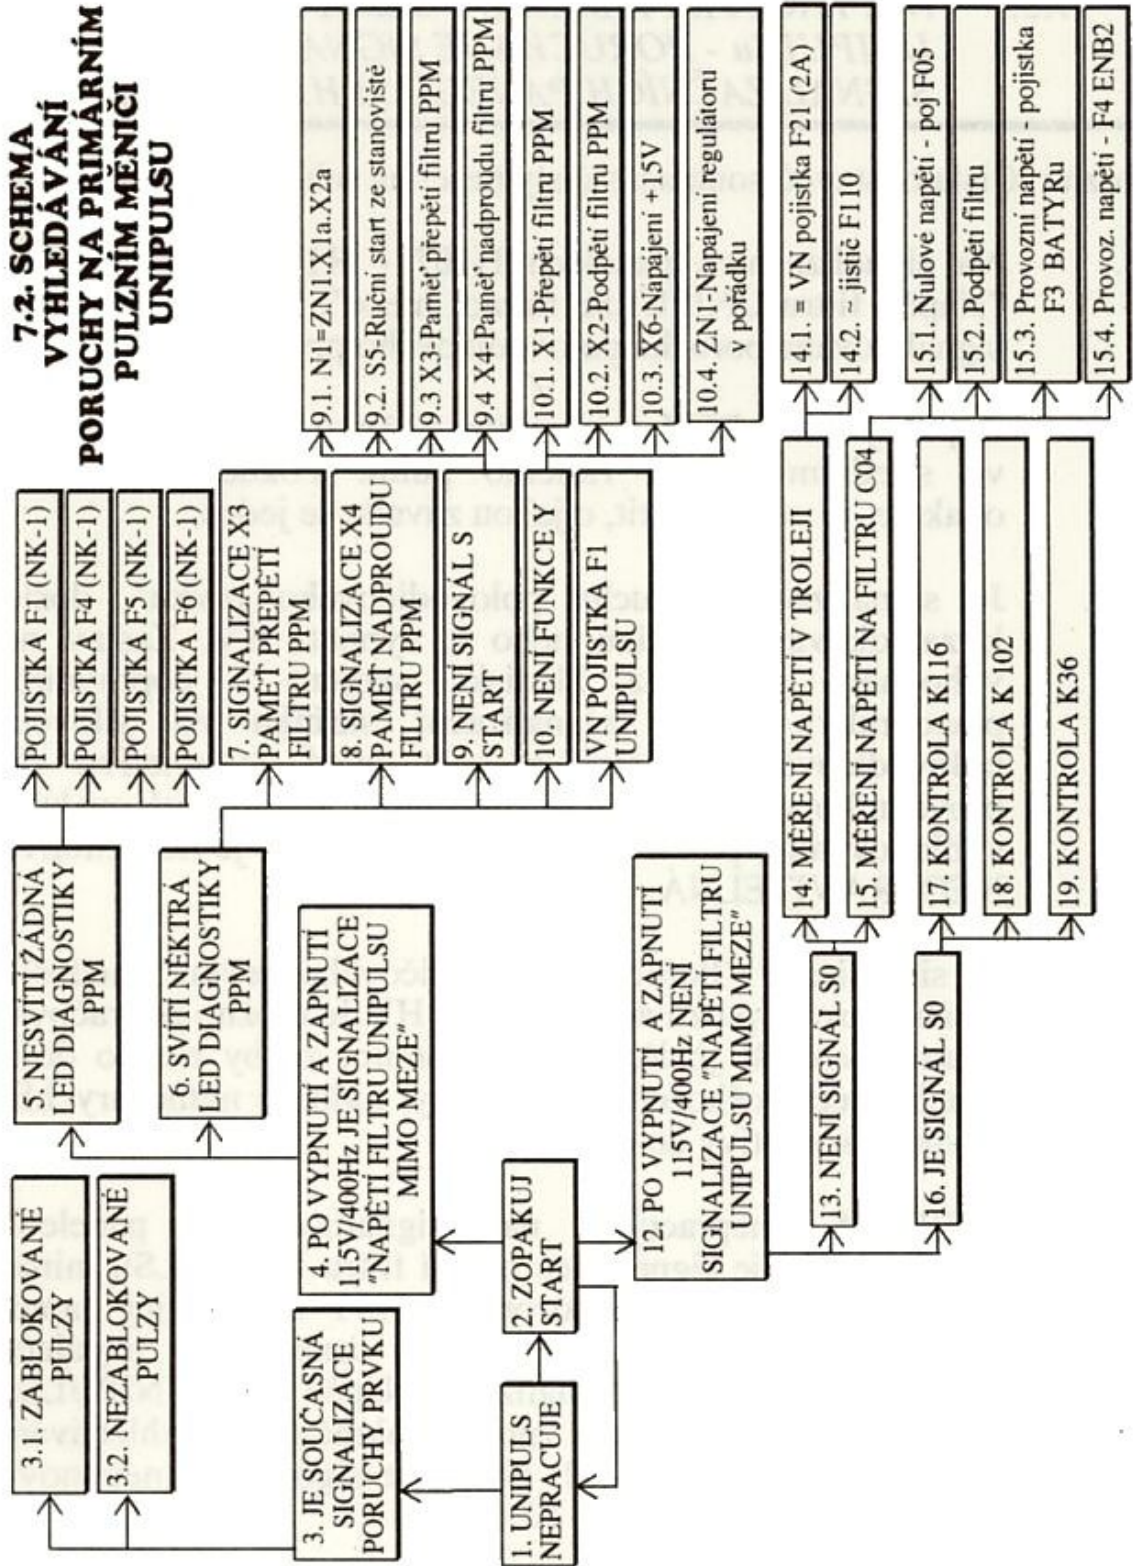 7.2. SCHEMA
VYHLEDÁVÁNÍ
PORUCHY NA PRIMÁRNÍM
PULZNÍM MĚNIČI
UNIPULSU
1. UNIPULS
NEPRACUJE
2. ZOPAKUJ
START
3. JE SOUČASNÁ
SIGNALIZACE
PORUCHY PRVKU
3.1. ZABLOKOVANÉ
PULZY
3.2. NEZABLOKOVANÉ
PULZY
4. PO VYPNUTÍ A ZAPNUTÍ
115V/400Hz JE SIGNALIZACE
"NAPĚTÍ FILTRU UNIPULSU
MIMO MEZE"
5. NESVÍTÍ ŽÁDNÁ
LED DIAGNOSTIKY
PPM
POJISTKA F1 (NK-1)
POJISTKA F4 (NK-1)
POJISTKA F5 (NK-1)
POJISTKA F6 (NK-1)
6. SVÍTÍ NĚKTRÁ
LED DIAGNOSTIKY
PPM
7. SIGNALIZACE X3
PAMĚŤ PŘEPĚTÍ
FILTRU PPM
8. SIGNALIZACE X4
PAMĚŤ NADPROUDU
FILTRU PPM
9. NENÍ SIGNÁL S
START
10. NENÍ FUNKCE Y
VN POJISTKA F1
UNIPULSU
9.1. N1=ZN1.X1a.X2a
9.2. S5-Ruční start ze stanoviště
9.3 X3-Paměť přepětí filtru PPM
9.4 X4-Paměť nadproudu filtru PPM
10.1. X1-Přepětí filtru PPM
10.2. X2-Podpětí filtru PPM
10.3. X̅6̅-Napájení +15V
10.4. ZN1-Napájení regulátoru
v pořádku
12. PO VYPNUTÍ A ZAPNUTÍ
115V/400Hz NENÍ
SIGNALIZACE "NAPĚTÍ FILTRU
UNIPULSU MIMO MEZE"
13. NENÍ SIGNÁL S0
14. MĚŘENÍ NAPĚTÍ V TROLEJI
14.1. = VN pojistka F21 (2A)
14.2. ~ jistič F110
15. MĚŘENÍ NAPĚTÍ NA FILTRU C04
15.1. Nulové napětí - poj F05
15.2. Podpětí filtru
15.3. Provozní napětí - pojistka
F3 BATYRu
15.4. Provoz. napětí - F4 ENB2
16. JE SIGNÁL S0
17. KONTROLA K116
18. KONTROLA K 102
19. KONTROLA K36